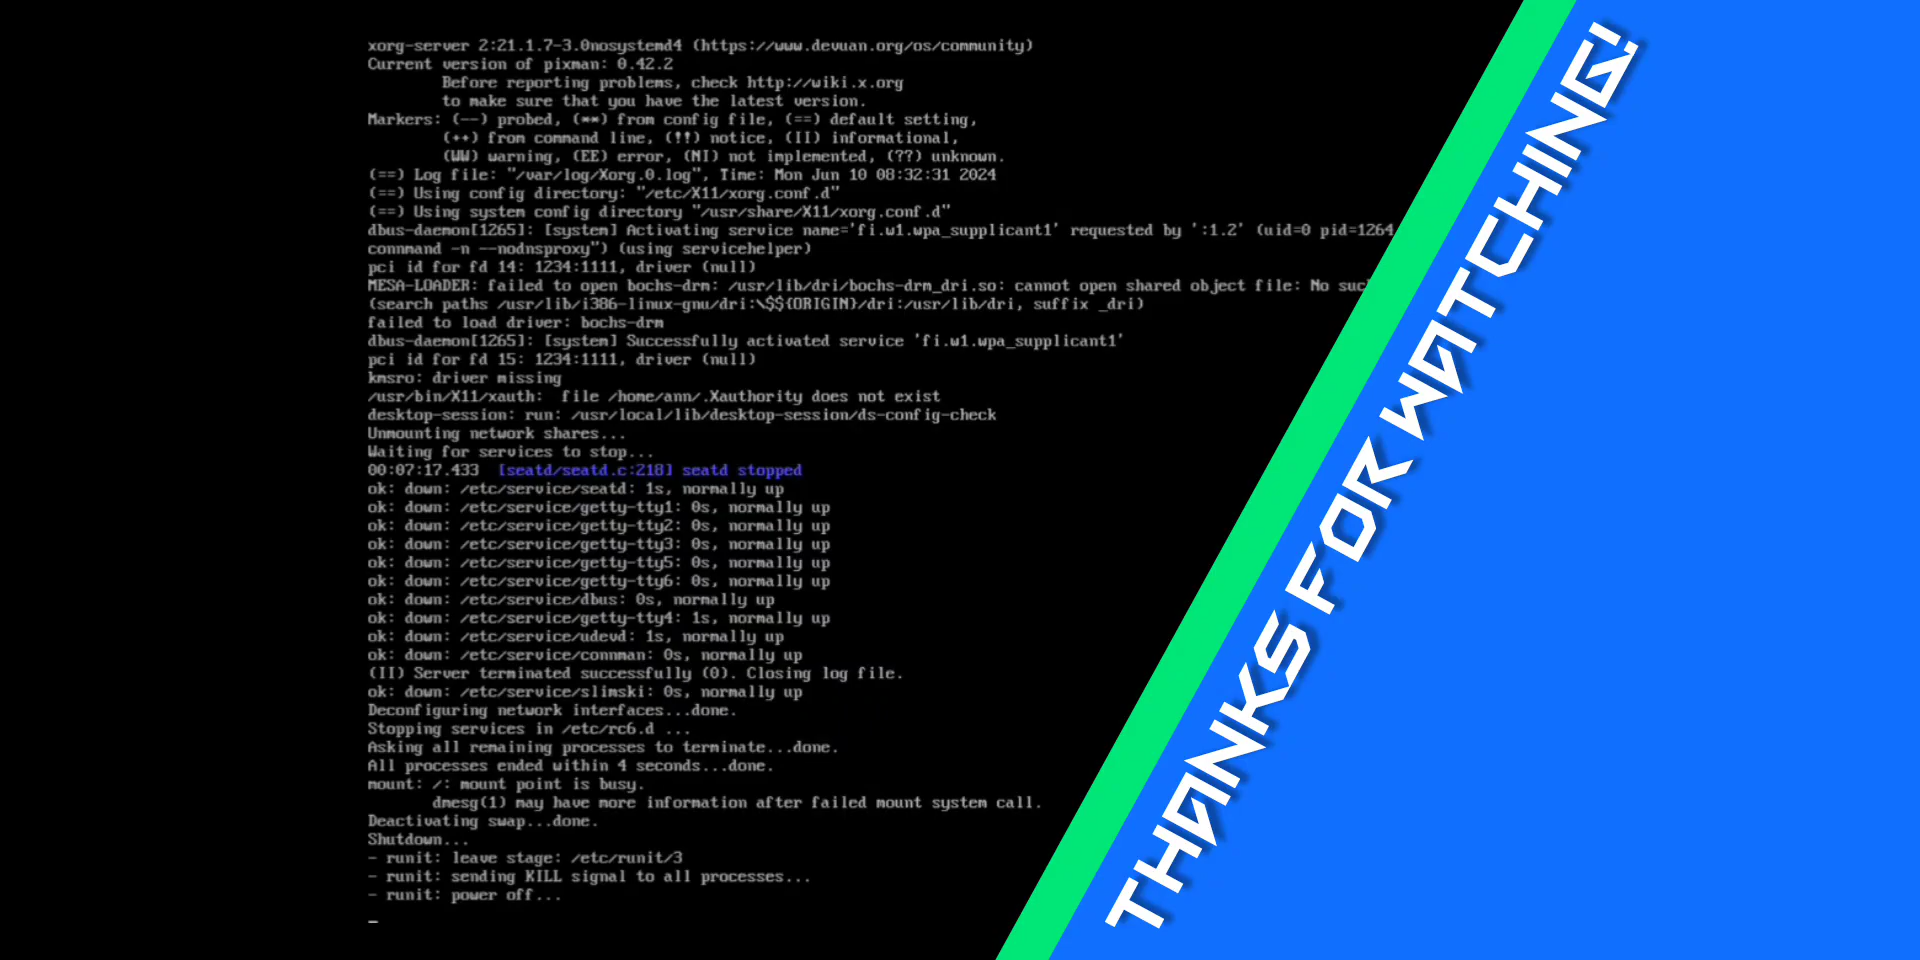 xorg-server 2:21.1.7-3.0nosystemd4 (https://www.devuan.org/os/community)
Current version of pixman: 0.42.2
Before reporting problems, check http://wiki.x.org
to make sure that you have the latest version.
Markers: (--) probed, (**) from config file, (==) default setting,
(++) from command line, (!!) notice, (II) informational,
(WW) warning, (EE) error, (NI) not implemented, (??) unknown.
(==) Log file: "/var/log/Xorg.0.log", Time: Mon Jun 10 08:32:31 2024
(==) Using config directory: "/etc/X11/xorg.conf.d"
(==) Using system config directory "/usr/share/X11/xorg.conf.d"
dbus-daemon[1265]: [system] Activating service name='fi.w1.wpa_supplicant1' requested by ':1.2' (uid=0 pid=1264
connmand -n --nodnsproxy") (using servicehelper)
pci id for fd 14: 1234:1111, driver (null)
MESA-LOADER: failed to open bochs-drm: /usr/lib/dri/bochs-drm_dri.so: cannot open shared object file: No suc
(search paths /usr/lib/i386-linux-gnu/dri:\$${ORIGIN}/dri:/usr/lib/dri, suffix _dri)
failed to load driver: bochs-drm
dbus-daemon[1265]: [system] Successfully activated service 'fi.w1.wpa_supplicant1'
pci id for fd 15: 1234:1111, driver (null)
kmsro: driver missing
/usr/bin/X11/xauth:  file /home/ann/.Xauthority does not exist
desktop-session: run: /usr/local/lib/desktop-session/ds-config-check
Unmounting network shares...
Waiting for services to stop...
00:07:17.433  [seatd/seatd.c:218] seatd stopped
ok: down: /etc/service/seatd: 1s, normally up
ok: down: /etc/service/getty-tty1: 0s, normally up
ok: down: /etc/service/getty-tty2: 0s, normally up
ok: down: /etc/service/getty-tty3: 0s, normally up
ok: down: /etc/service/getty-tty5: 0s, normally up
ok: down: /etc/service/getty-tty6: 0s, normally up
ok: down: /etc/service/dbus: 0s, normally up
ok: down: /etc/service/getty-tty4: 1s, normally up
ok: down: /etc/service/udevd: 1s, normally up
ok: down: /etc/service/connman: 0s, normally up
(II) Server terminated successfully (0). Closing log file.
ok: down: /etc/service/slimski: 0s, normally up
Deconfiguring network interfaces...done.
Stopping services in /etc/rc6.d ...
Asking all remaining processes to terminate...done.
All processes ended within 4 seconds...done.
mount: /: mount point is busy.
dmesg(1) may have more information after failed mount system call.
Deactivating swap...done.
Shutdown...
- runit: leave stage: /etc/runit/3
- runit: sending KILL signal to all processes...
- runit: power off...
_
THANKS FOR WATCHING!